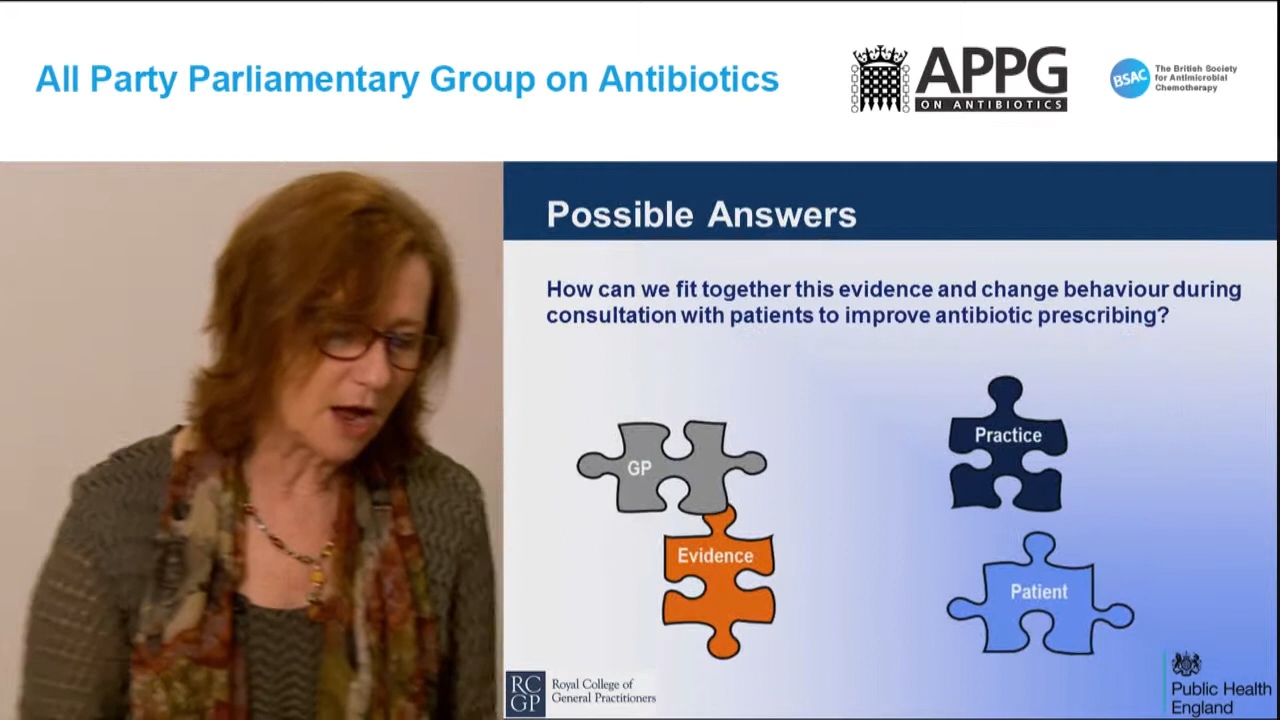 All Party Parliamentary Group on Antibiotics
APPG
ON ANTIBIOTICS
BSAC
The British Society
for Antimicrobial
Chemotherapy
Possible Answers
How can we fit together this evidence and change behaviour during
consultation with patients to improve antibiotic prescribing?
GP
Practice
Evidence
Patient
RC
GP
Royal College of
General Practitioners
Public Health
England